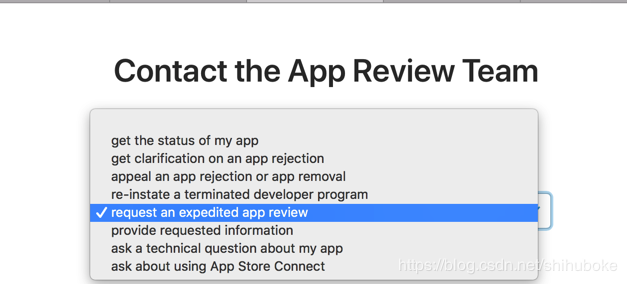 Contact the App Review Team
get the status of my app
get clarification on an app rejection
appeal an app rejection or app removal
re-instate a terminated developer program
✓ request an expedited app review
provide requested information
ask a technical question about my app
ask about using App Store Connect
https://blog.csdn.net/shihuboke